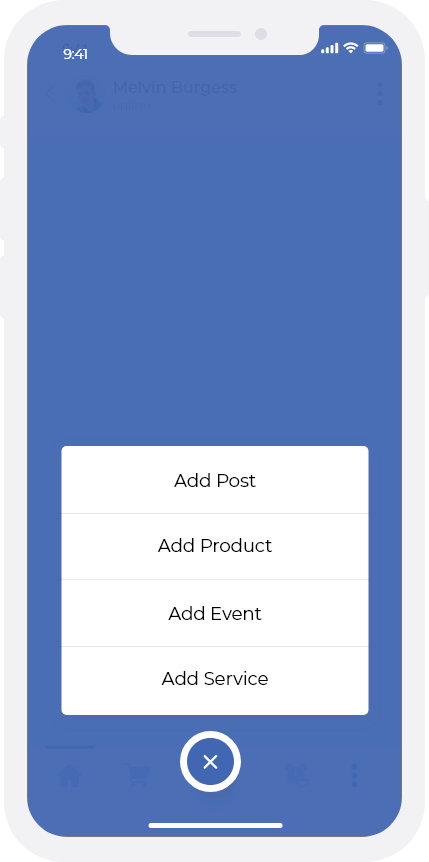 9:41
Melvin Burgess
Add Post
Add Product
Add Event
Add Service